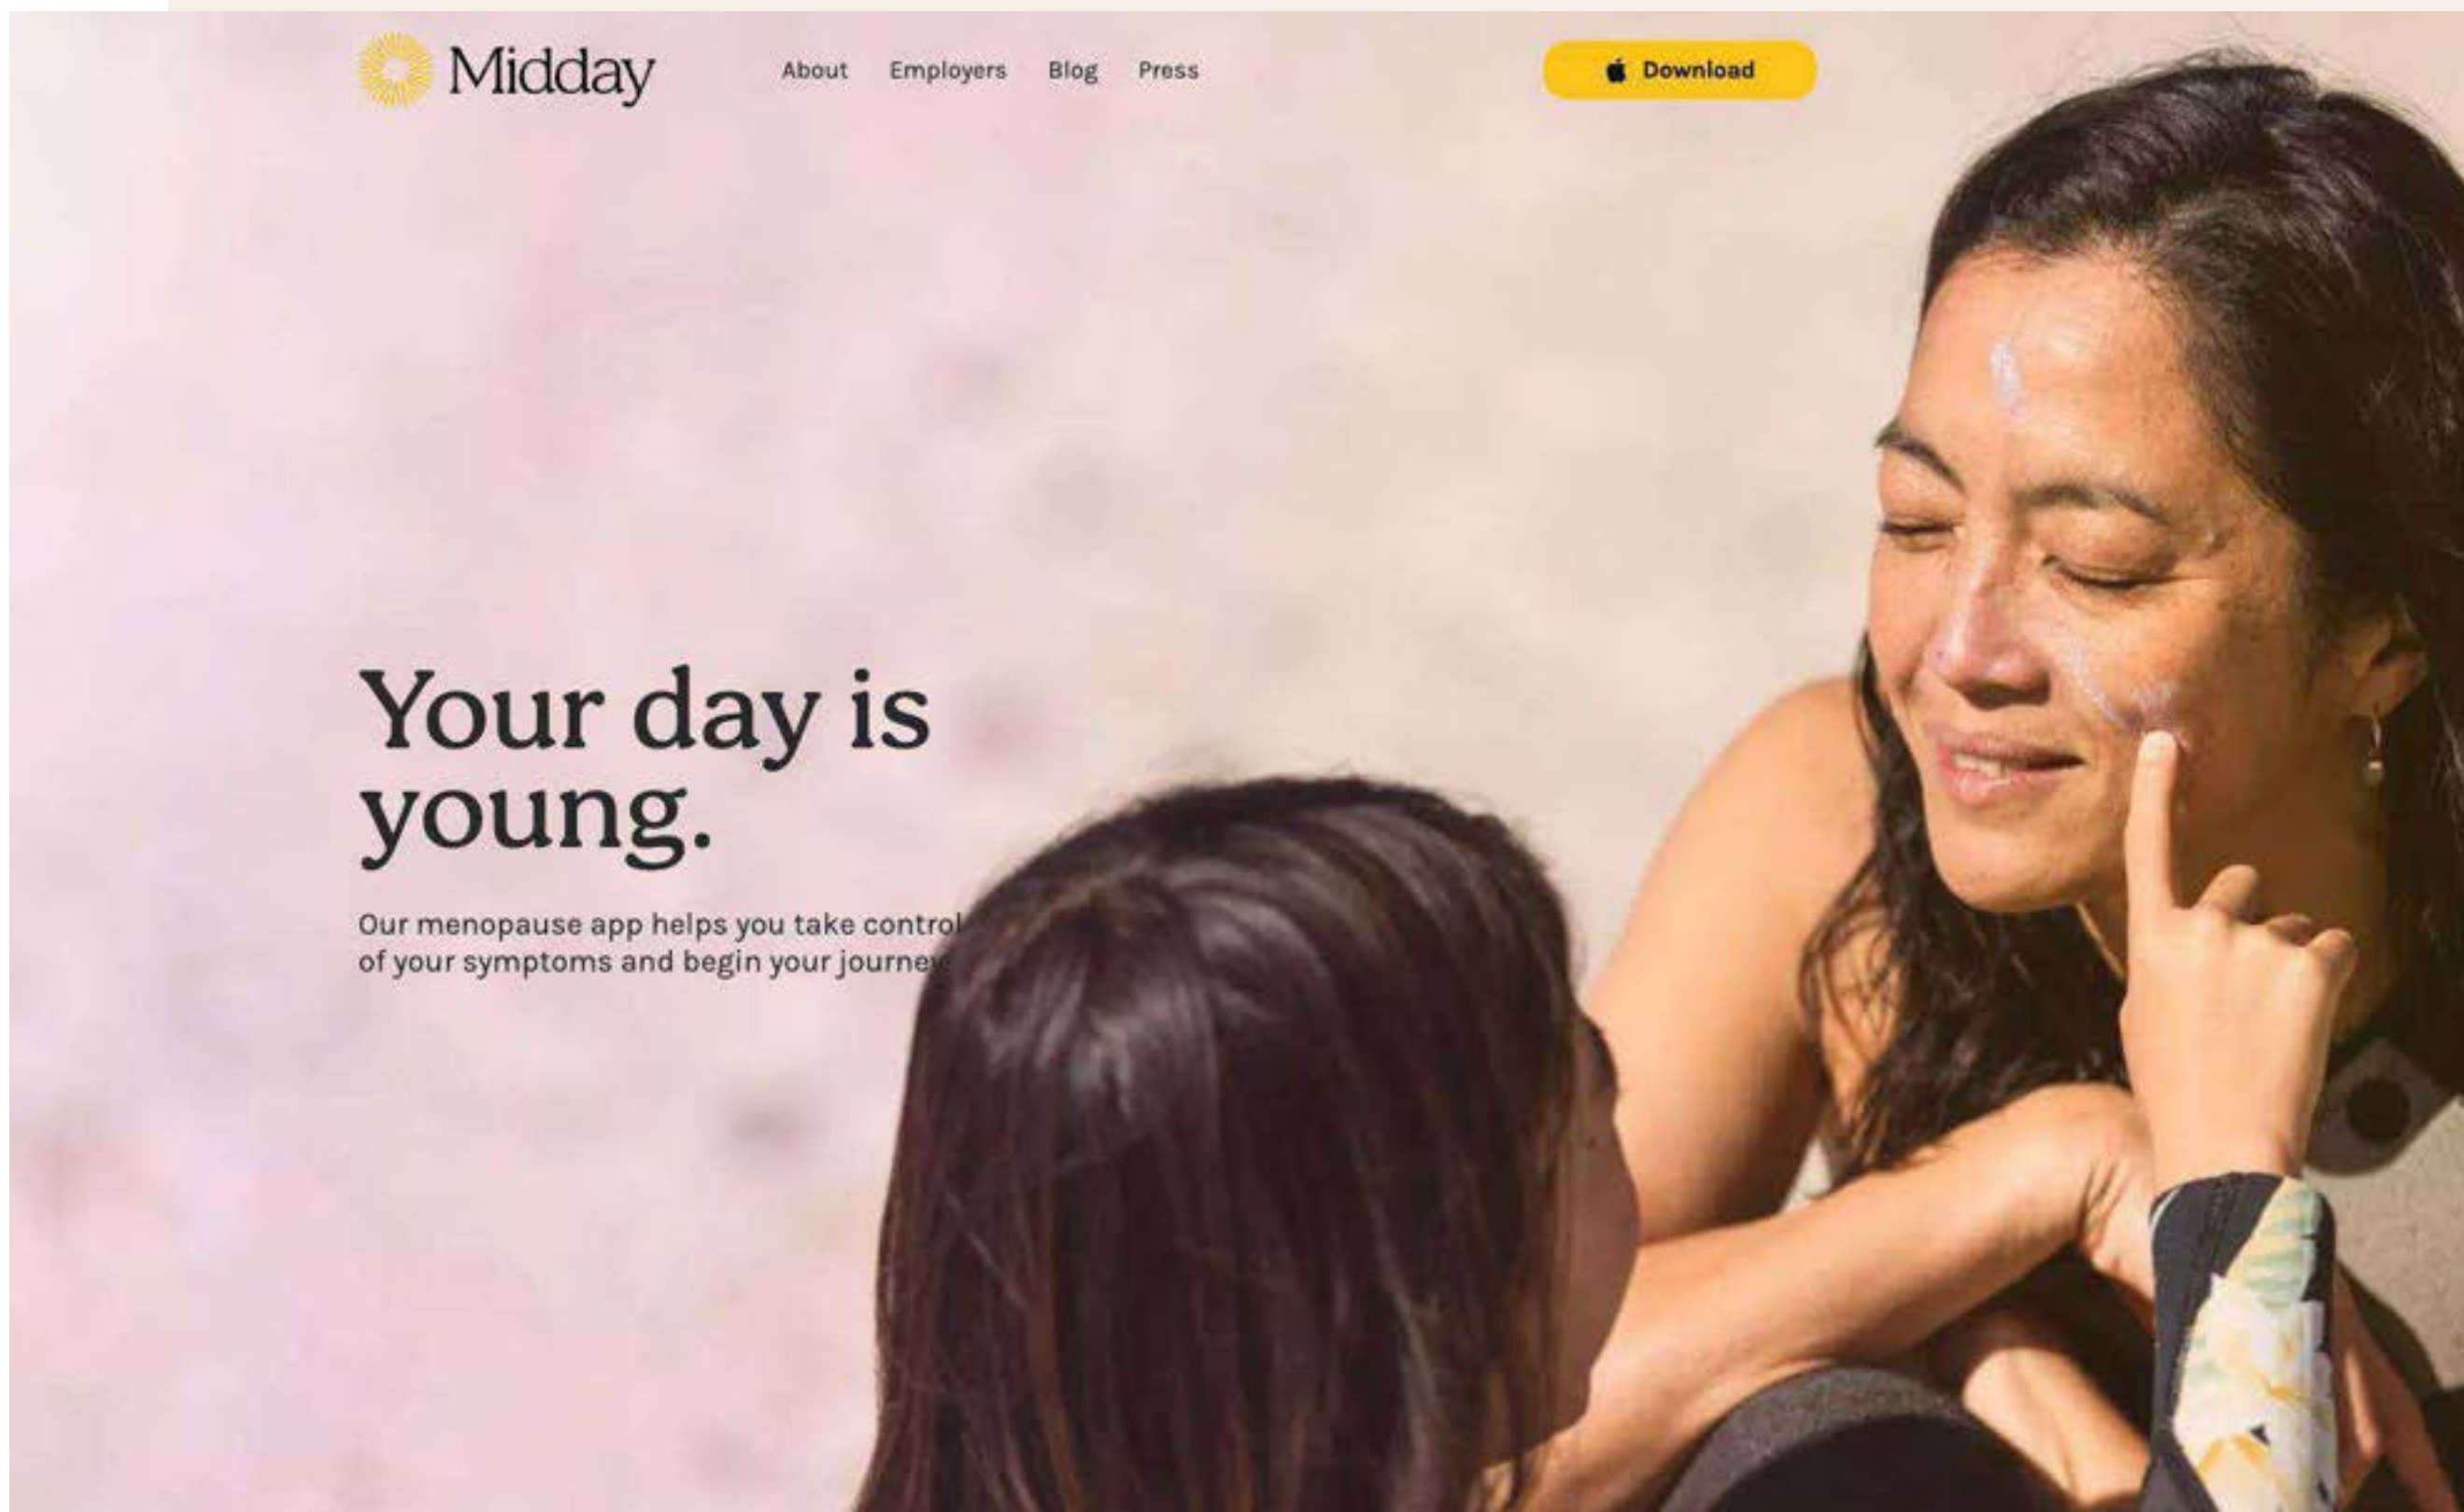 Midday
About
Employers
Blog
Press
Download
Your day is
young.
Our menopause app helps you take control
of your symptoms and begin your journey